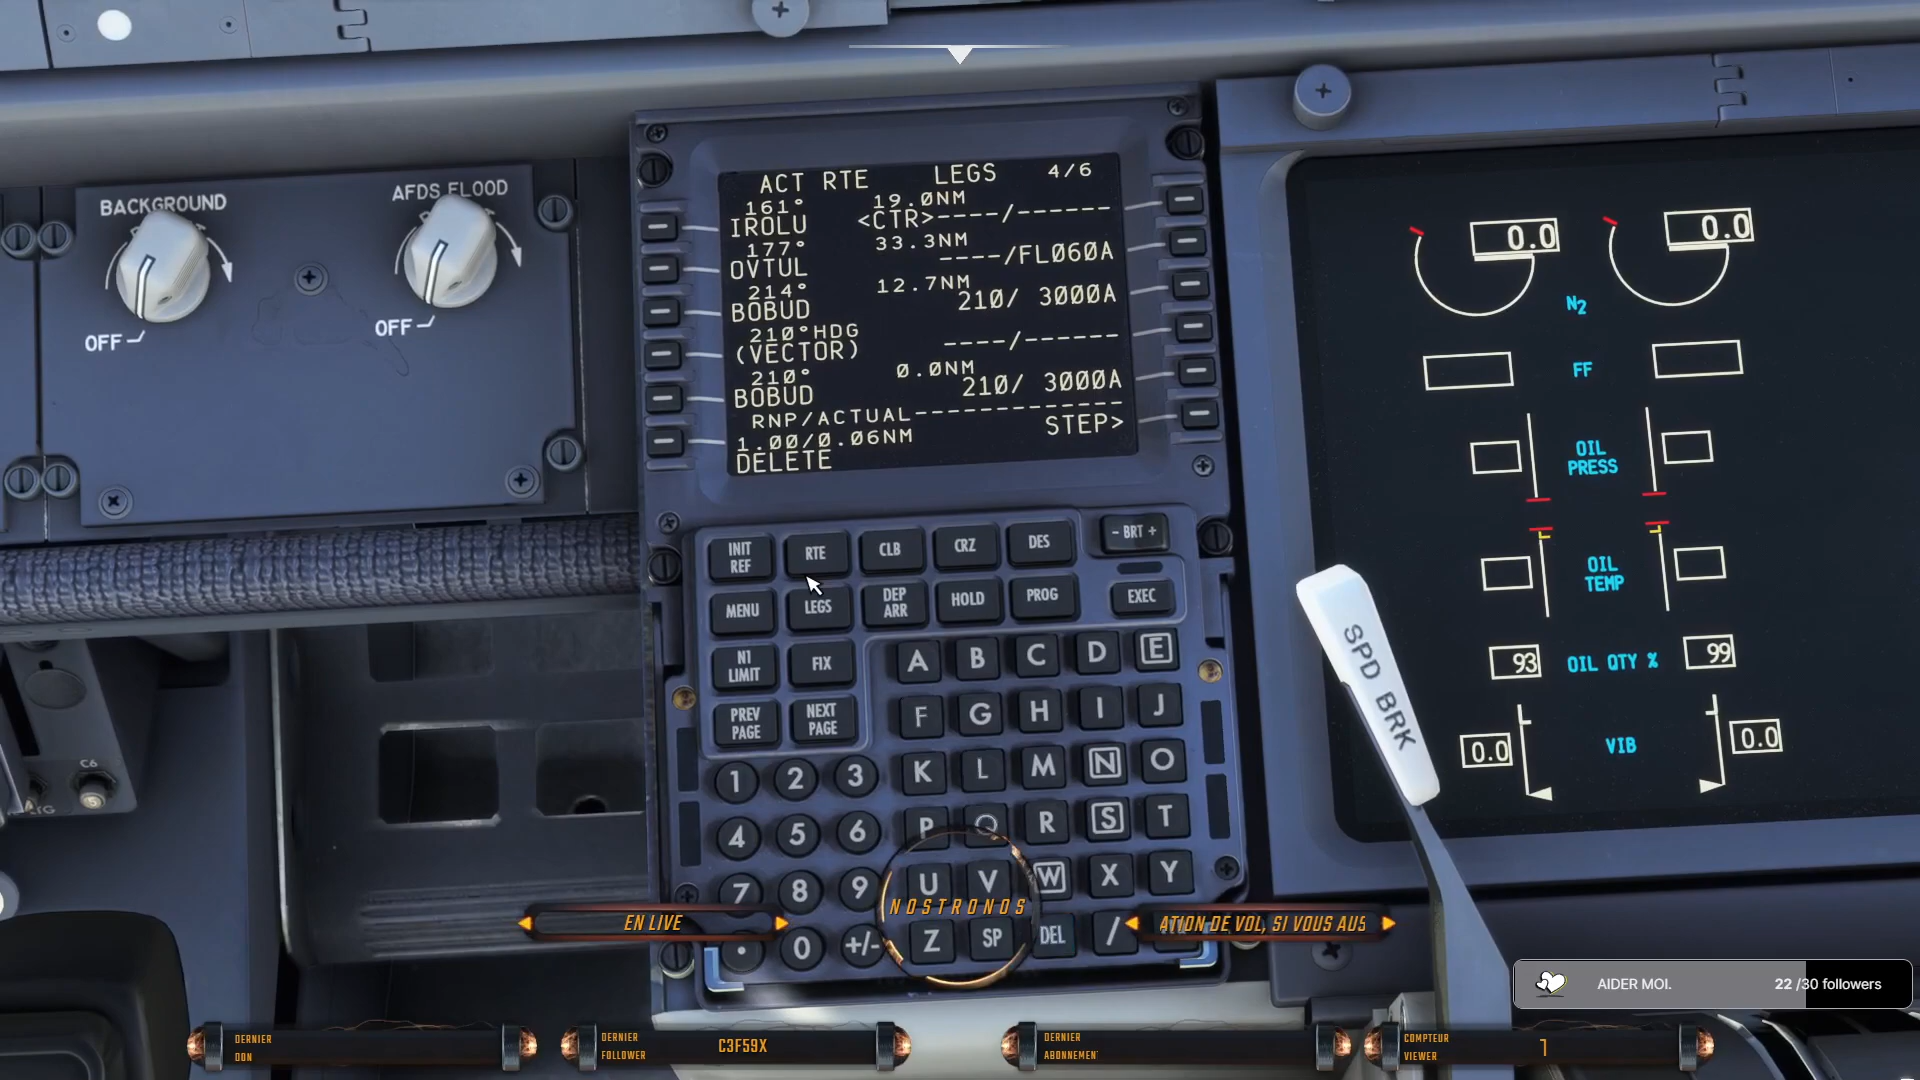 BACKGROUND
OFF
AFDS FLOOD
OFF
ACT RTE LEGS 4/6
161° 19.0NM
IROLU <CTR>----/------
177° 33.3NM
OVTUL ----/FL060A
214° 12.7NM
BOBUD 210/ 3000A
210°HDG
(VECTOR) ----/------
210° 0.0NM
BOBUD 210/ 3000A
RNP/ACTUAL-------------
1.00/0.06NM STEP>
DELETE
INIT REF
RTE
CLB
CRZ
DES
- BRT +
MENU
LEGS
DEP ARR
HOLD
PROG
EXEC
N1 LIMIT
FIX
PREV PAGE
NEXT PAGE
A B C D E
F G H I J
K L M N O
P Q R S T
U V W X Y
Z SP DEL /
1 2 3
4 5 6
7 8 9
. 0 +/-
0.0 0.0
N2
FF
OIL PRESS
OIL TEMP
93 OIL QTY % 99
0.0 VIB 0.0
SPD BRK
C6
EN LIVE
NOSTRONOS
ATION DE VOL, SI VOUS AUS
AIDER MOI. 22 /30 followers
DERNIER DON
DERNIER FOLLOWER C3F59X
DERNIER ABONNEMEN
COMPTEUR VIEWER 1